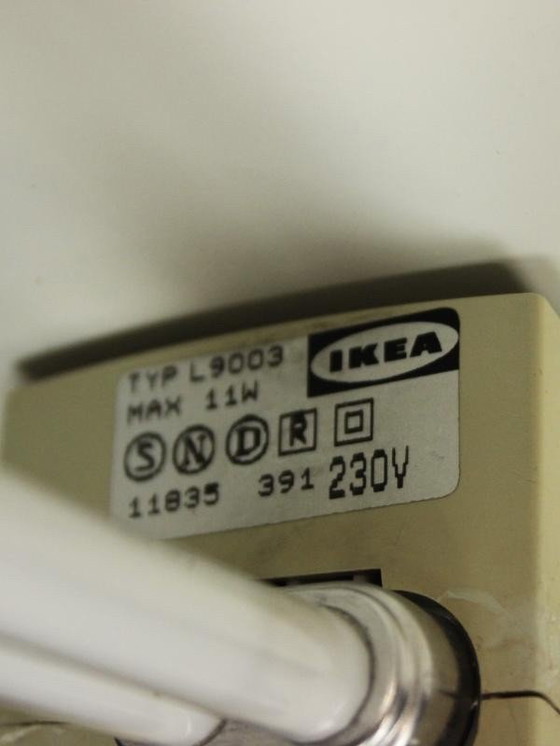 TYP L9003
IKEA
MAX 11W
S N D R
11835 391 230V